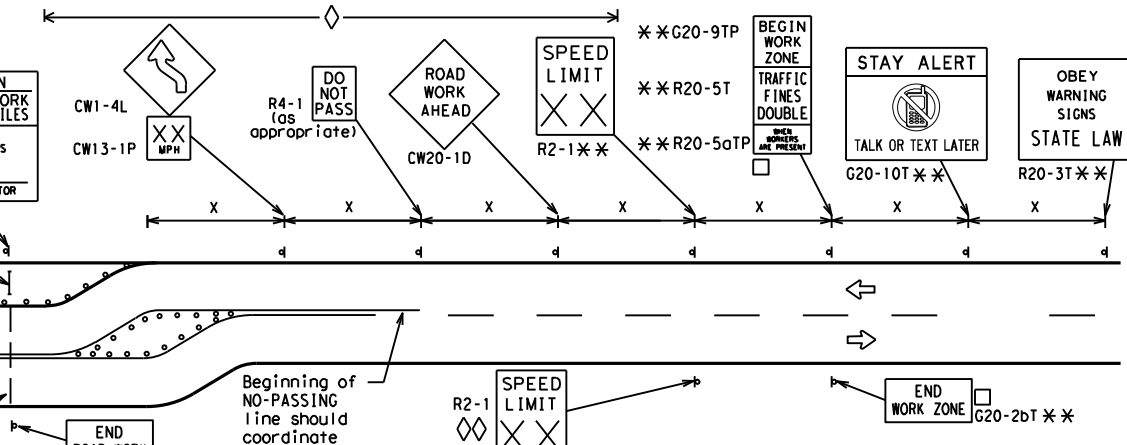 N
ORK
ILES
S
TOR
CW1-4L
CW13-1P
XX
MPH
R4-1
(as
appropriate)
DO
NOT
PASS
ROAD
WORK
AHEAD
CW20-1D
SPEED
LIMIT
X X
R2-1**
**G20-9TP
**R20-5T
**R20-5aTP
BEGIN
WORK
ZONE
TRAFFIC
FINES
DOUBLE
WHEN
WORKERS
ARE PRESENT
STAY ALERT
TALK OR TEXT LATER
G20-10T**
OBEY
WARNING
SIGNS
STATE LAW
R20-3T**
X X X X X X X
Beginning of
NO-PASSING
line should
coordinate
R2-1
SPEED
LIMIT
X X
END
WORK ZONE
G20-2bT**
END